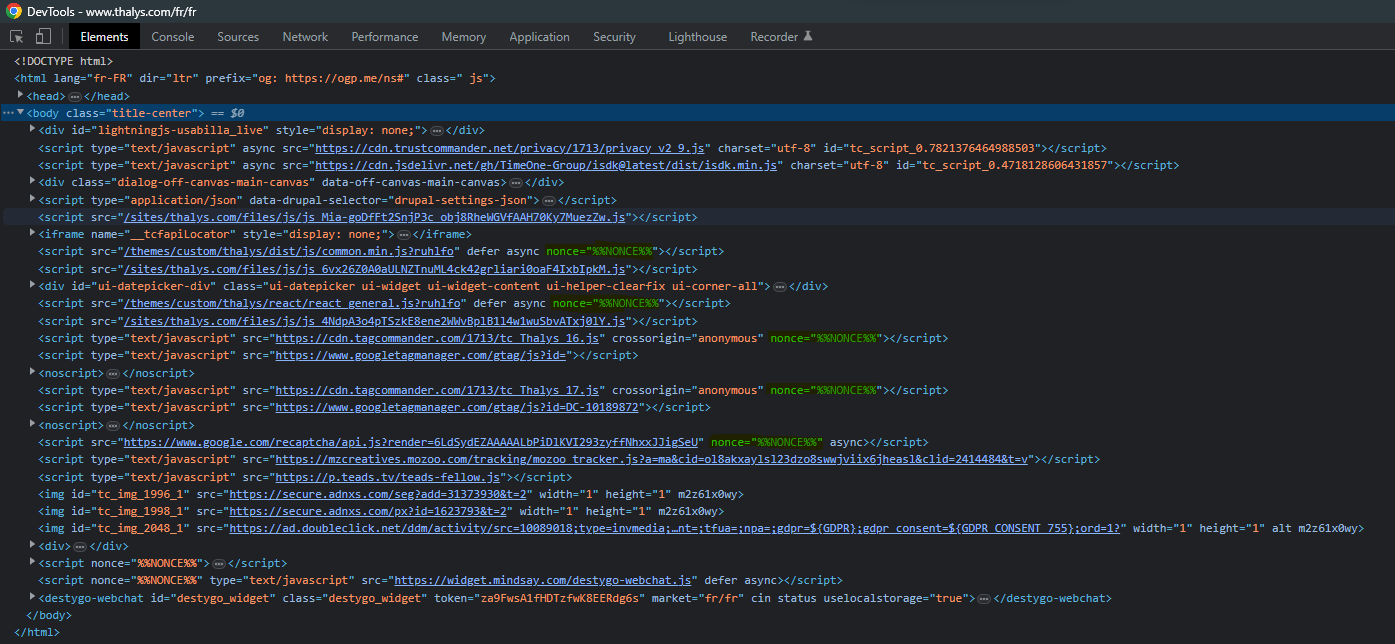 DevTools - www.thalys.com/fr/fr
Elements Console Sources Network Performance Memory Application Security Lighthouse Recorder
<!DOCTYPE html>
<html lang="fr-FR" dir="ltr" prefix="og: https://ogp.me/ns#" class=" js">
<head>…</head>
…<body class="title-center"> == $0
<div id="lightningjs-usabilla_live" style="display: none;">…</div>
<script type="text/javascript" async src="https://cdn.trustcommander.net/privacy/1713/privacy_v2_9.js" charset="utf-8" id="tc_script_0.7821376464988503"></script>
<script type="text/javascript" async src="https://cdn.jsdelivr.net/gh/TimeOne-Group/isdk@latest/dist/isdk.min.js" charset="utf-8" id="tc_script_0.4718128606431857"></script>
<div class="dialog-off-canvas-main-canvas" data-off-canvas-main-canvas>…</div>
<script type="application/json" data-drupal-selector="drupal-settings-json">…</script>
<script src="/sites/thalys.com/files/js/js_Mia-goDfFt2SnjP3c_obj8RheWGVfAAH70Ky7MuezZw.js"></script>
<iframe name="__tcfapiLocator" style="display: none;">…</iframe>
<script src="/themes/custom/thalys/dist/js/common.min.js?ruhlfo" defer async nonce="%%NONCE%%"></script>
<script src="/sites/thalys.com/files/js/js_6vx26Z0A0aULNZTnuML4ck42grliari0oaF4IxbIpkM.js"></script>
<div id="ui-datepicker-div" class="ui-datepicker ui-widget ui-widget-content ui-helper-clearfix ui-corner-all">…</div>
<script src="/themes/custom/thalys/react/react_general.js?ruhlfo" defer async nonce="%%NONCE%%"></script>
<script src="/sites/thalys.com/files/js/js_4NdpA3o4pTSzkE8ene2WWvBplB1l4w1wuSbvATxj0lY.js"></script>
<script type="text/javascript" src="https://cdn.tagcommander.com/1713/tc_Thalys_16.js" crossorigin="anonymous" nonce="%%NONCE%%"></script>
<script type="text/javascript" src="https://www.googletagmanager.com/gtag/js?id="></script>
<noscript>…</noscript>
<script type="text/javascript" src="https://cdn.tagcommander.com/1713/tc_Thalys_17.js" crossorigin="anonymous" nonce="%%NONCE%%"></script>
<script type="text/javascript" src="https://www.googletagmanager.com/gtag/js?id=DC-10189872"></script>
<noscript>…</noscript>
<script src="https://www.google.com/recaptcha/api.js?render=6LdSydEZAAAAALbPiDlKVI293zyffNhxxJJigSeU" nonce="%%NONCE%%" async></script>
<script type="text/javascript" src="https://mzcreatives.mozoo.com/tracking/mozoo_tracker.js?a=ma&cid=ol8akxaylsl23dzo8swwjviix6jheasl&clid=2414484&t=v"></script>
<script type="text/javascript" src="https://p.teads.tv/teads-fellow.js"></script>
<img id="tc_img_1996_1" src="https://secure.adnxs.com/seg?add=31373930&t=2" width="1" height="1" m2z61x0wy>
<img id="tc_img_1998_1" src="https://secure.adnxs.com/px?id=1623793&t=2" width="1" height="1" m2z61x0wy>
<img id="tc_img_2048_1" src="https://ad.doubleclick.net/ddm/activity/src=10089018;type=invmedia;…nt=;tfua=;npa=;gdpr=${GDPR};gdpr_consent=${GDPR_CONSENT_755};ord=1?" width="1" height="1" alt m2z61x0wy>
<div>…</div>
<script nonce="%%NONCE%%">…</script>
<script nonce="%%NONCE%%" type="text/javascript" src="https://widget.mindsay.com/destygo-webchat.js" defer async></script>
<destygo-webchat id="destygo_widget" class="destygo_widget" token="za9FwsA1fHDTzfwK8EERdg6s" market="fr/fr" cin status uselocalstorage="true">…</destygo-webchat>
</body>
</html>